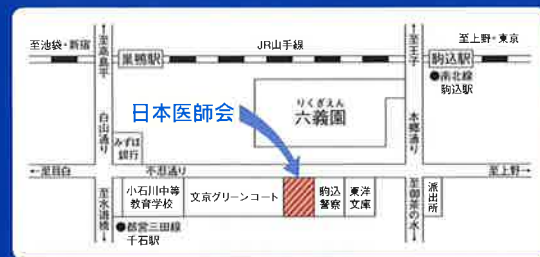 至池袋・新宿
至高島平
巣鴨駅
JR山手線
至王子
駒込駅
至上野・東京
●南北線
駒込駅
白山通り
みずほ
銀行
日本医師会
りくぎえん
六義園
本郷通り
←至目白
不忍通り
至上野→
至水道橋
小石川中等
教育学校
文京グリーンコート
駒込
警察
東洋
文庫
至御茶の水
派出所
●都営三田線
千石駅